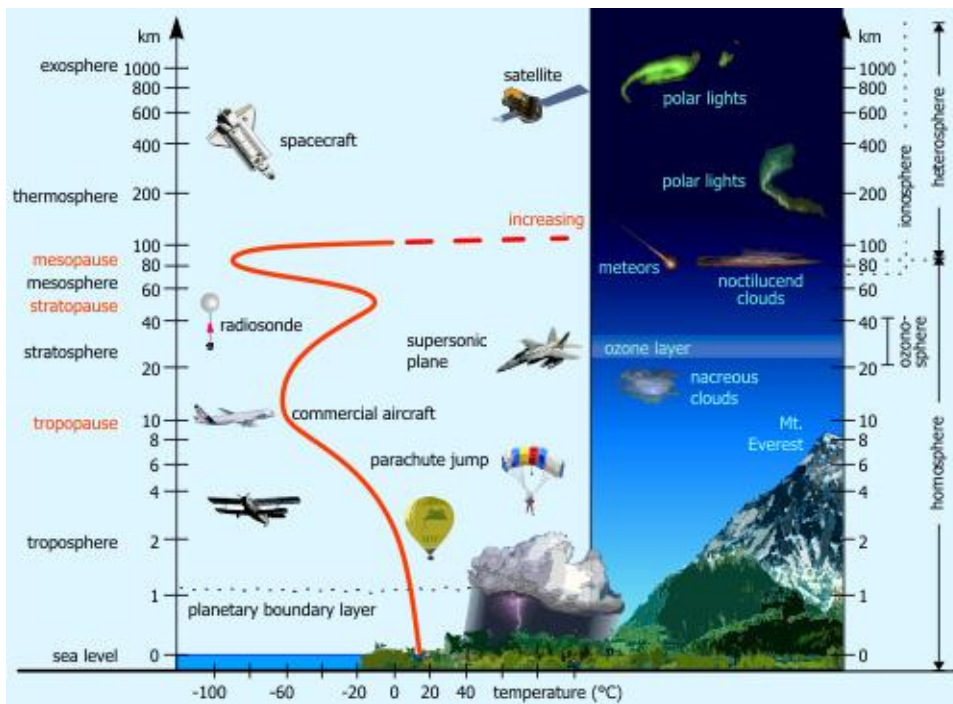 km
exosphere
1000
800
600
400
thermosphere
200
100
mesopause
80
mesosphere
60
stratopause
40
stratosphere
20
tropopause
10
8
6
4
troposphere
2
1
sea level
0
spacecraft
satellite
increasing
radiosonde
supersonic
plane
commercial aircraft
parachute jump
planetary boundary layer
-100
-60
-20
0
20
40
temperature (°C)
polar lights
polar lights
meteors
noctilucend
clouds
ozone layer
nacreous
clouds
Mt.
Everest
km
1000
800
600
400
200
100
80
60
40
20
10
8
6
4
2
1
0
ionosphere
ozono-
sphere
heterosphere
homosphere